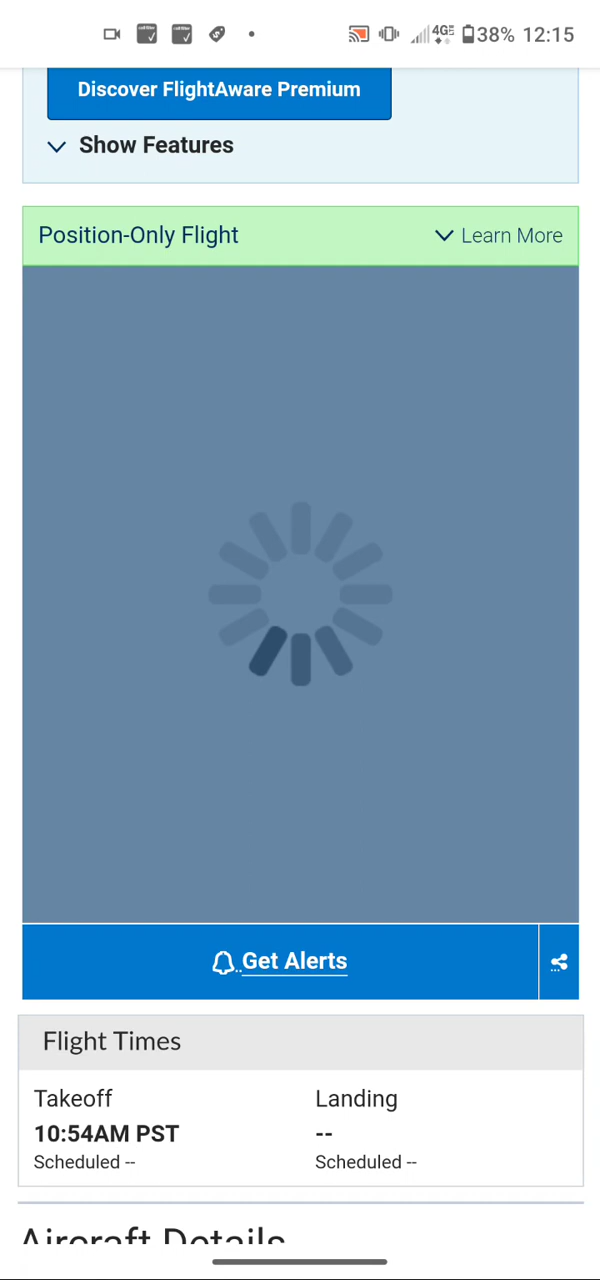 4GE 38% 12:15
Discover FlightAware Premium
Show Features
Position-Only Flight Learn More
Get Alerts
Flight Times
Takeoff Landing
10:54AM PST --
Scheduled -- Scheduled --
Aircraft Details